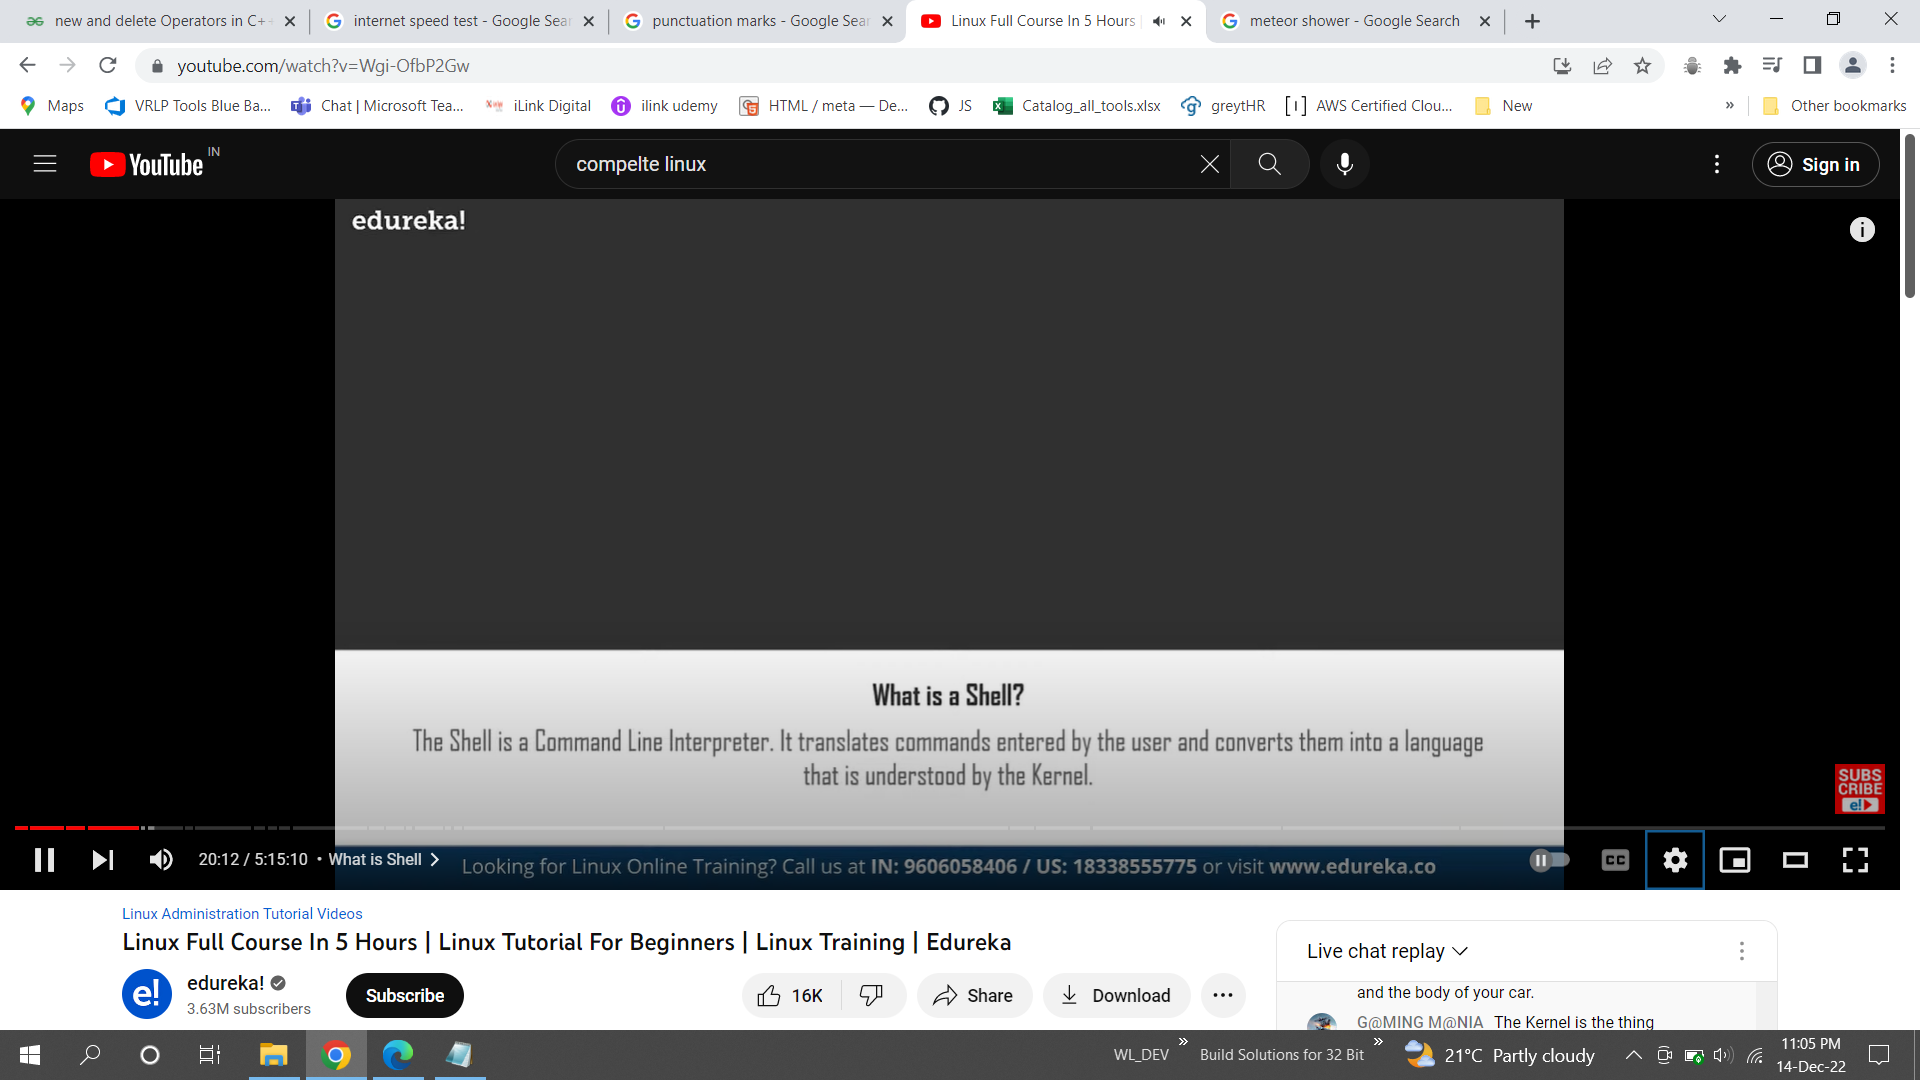 new and delete Operators in C+
internet speed test - Google Sear
punctuation marks - Google Sear
Linux Full Course In 5 Hours
meteor shower - Google Search
youtube.com/watch?v=Wgi-OfbP2Gw
Maps
VRLP Tools Blue Ba...
Chat | Microsoft Tea...
iLink Digital
ilink udemy
HTML / meta — De...
JS
Catalog_all_tools.xlsx
greytHR
AWS Certified Clou...
New
»
Other bookmarks
YouTube IN
compelte linux
Sign in
edureka!
What is a Shell?
The Shell is a Command Line Interpreter. It translates commands entered by the user and converts them into a language
that is understood by the Kernel.
SUBS
CRIBE
e!
20:12 / 5:15:10 • What is Shell
Looking for Linux Online Training? Call us at IN: 9606058406 / US: 18338555775 or visit www.edureka.co
CC
Linux Administration Tutorial Videos
Linux Full Course In 5 Hours | Linux Tutorial For Beginners | Linux Training | Edureka
e!
edureka!
3.63M subscribers
Subscribe
16K
Share
Download
Live chat replay
and the body of your car.
G@MING M@NIA The Kernel is the thing
WL_DEV »
Build Solutions for 32 Bit »
21°C Partly cloudy
11:05 PM
14-Dec-22